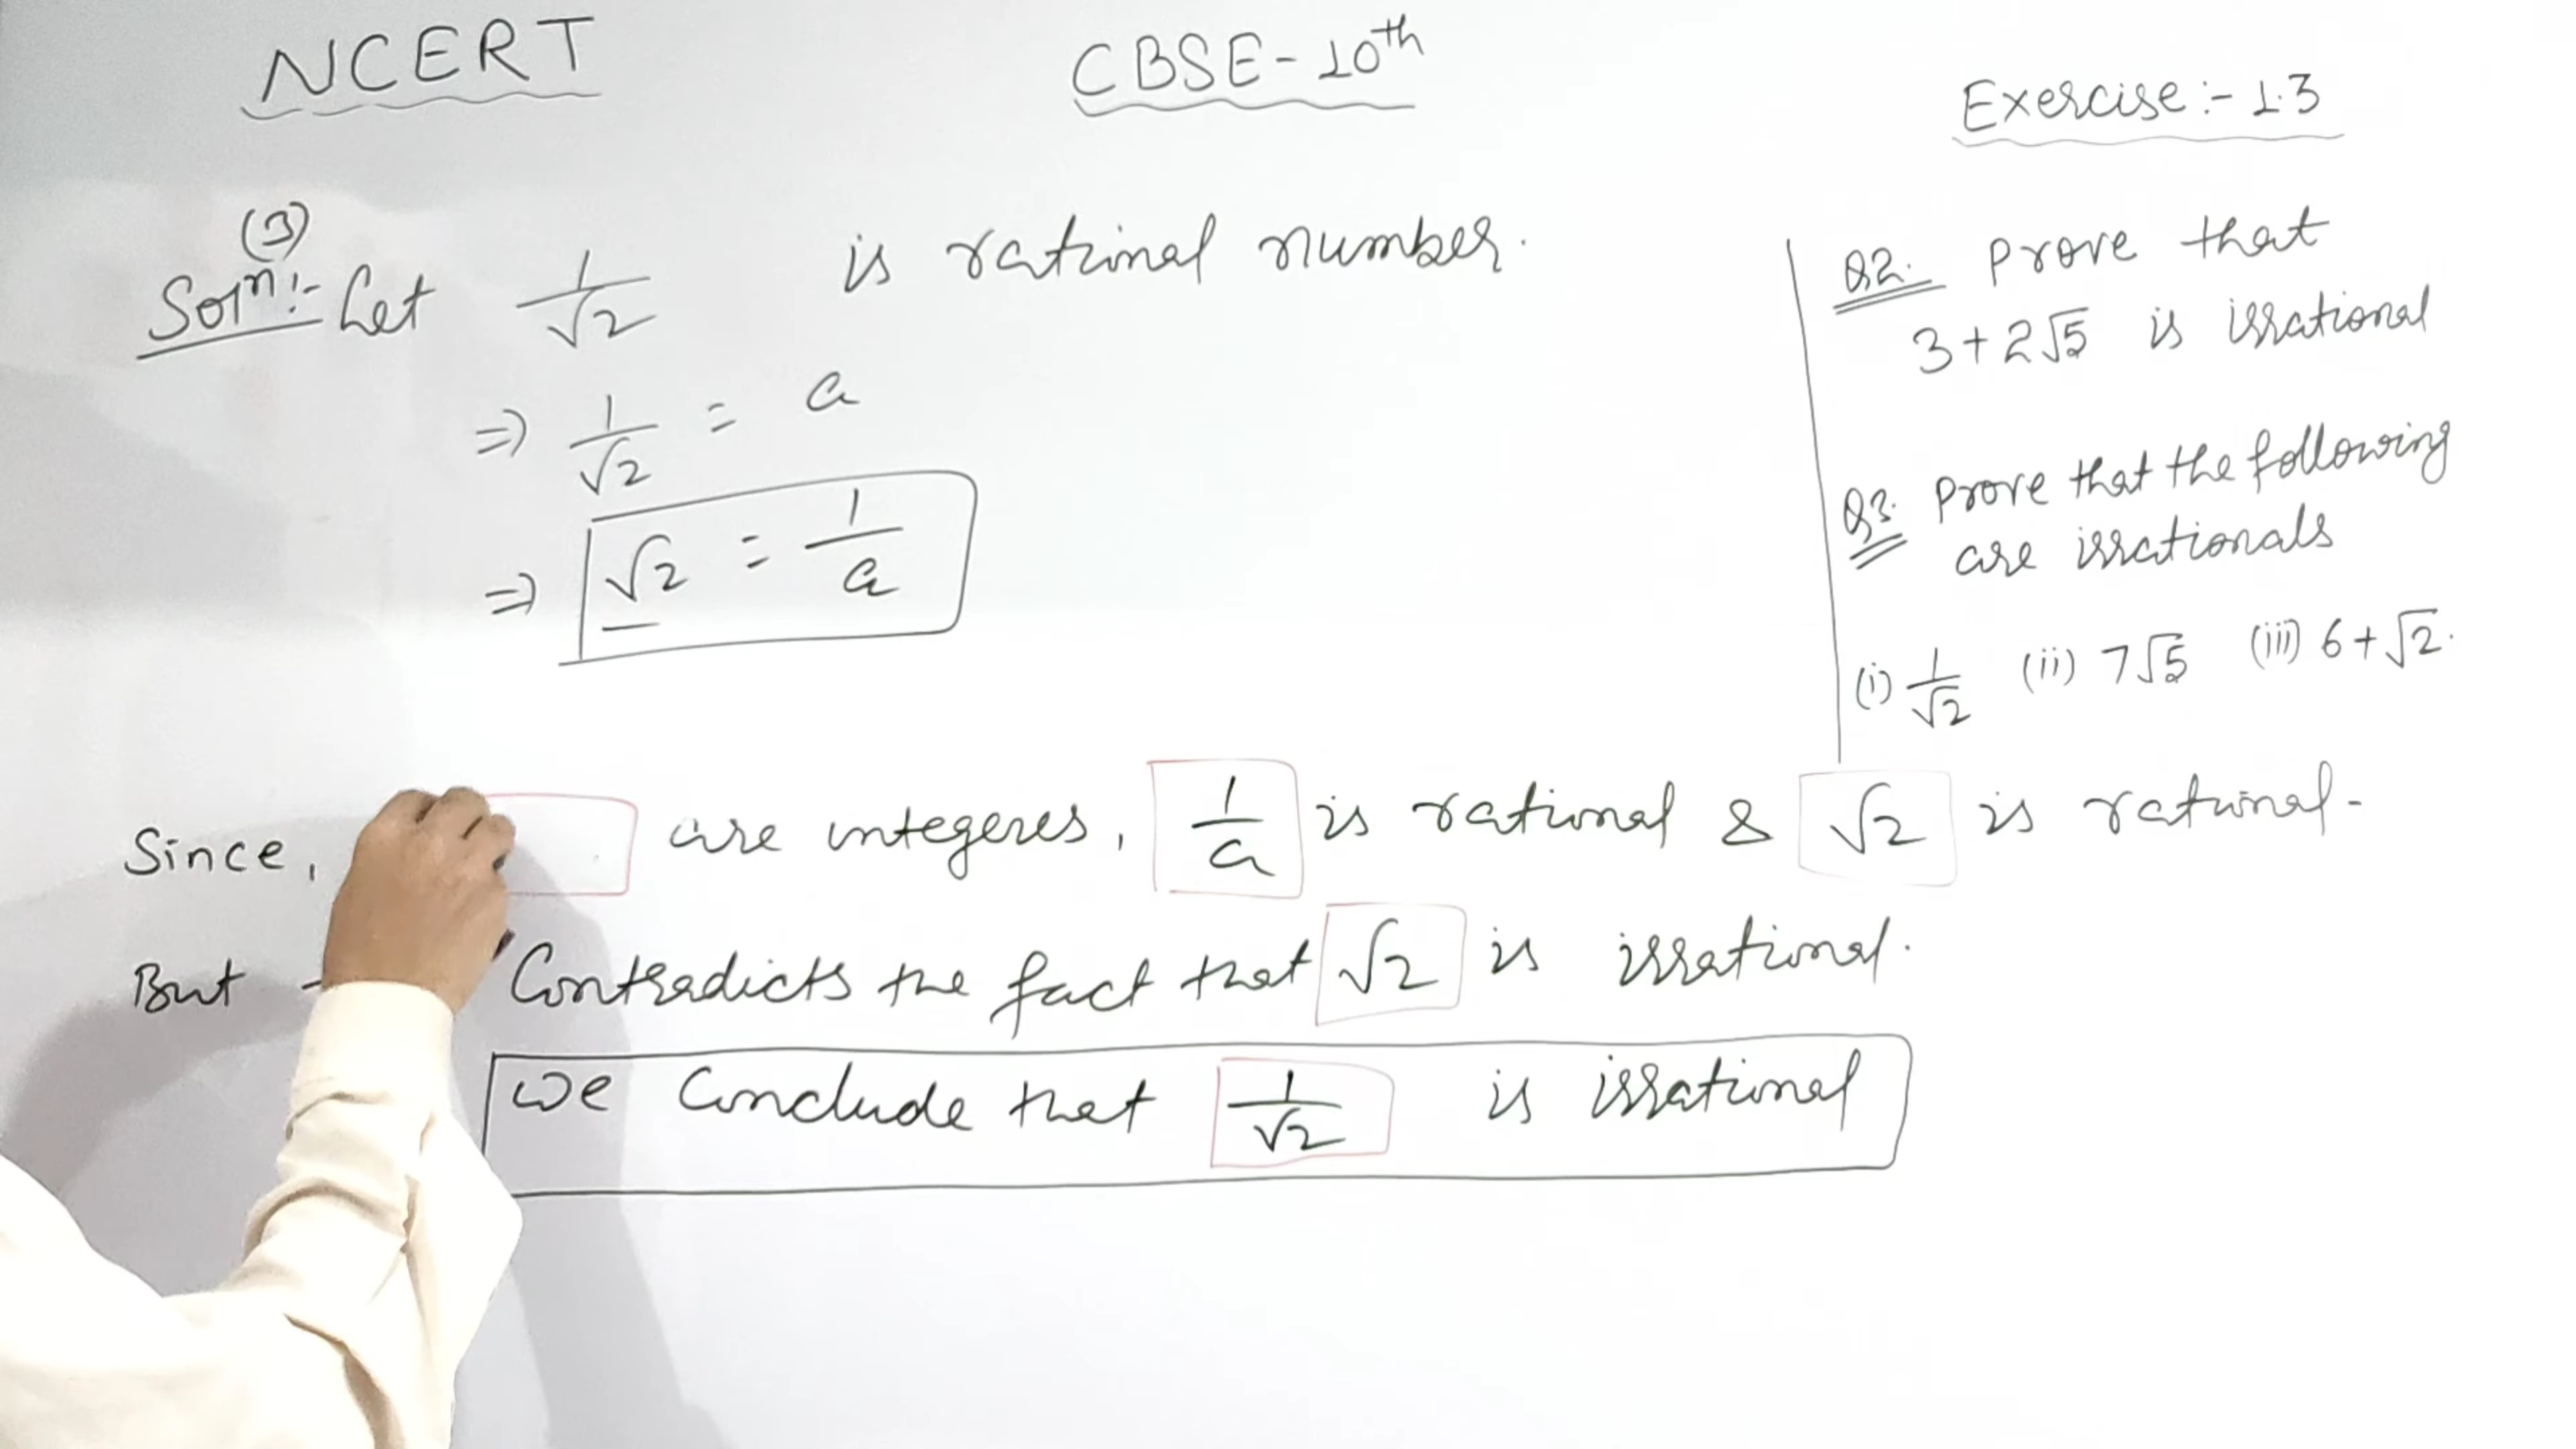 NCERT
CBSE-10th
Exercise:- 1.3
(3)
Solⁿ:- Let 1/√2 is rational number.
⇒ 1/√2 = a
⇒ √2 = 1/a
Q2. Prove that
3+2√5 is irrational
Q3. Prove that the following
are irrationals
(i) 1/√2 (ii) 7√5 (iii) 6+√2.
Since, are integeres, 1/a is rational & √2 is rational.
But Contradicts the fact that √2 is irrational.
We Conclude that 1/√2 is irrational